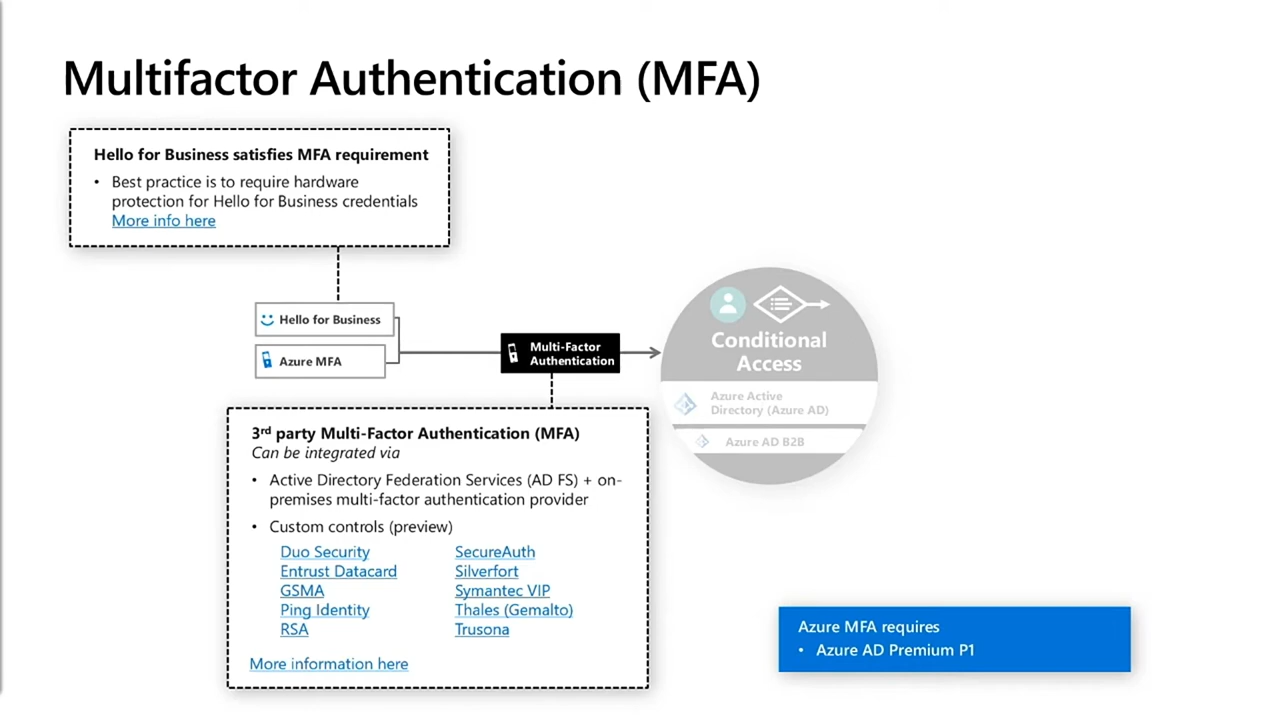 Multifactor Authentication (MFA)
Hello for Business satisfies MFA requirement
• Best practice is to require hardware
protection for Hello for Business credentials
More info here
Hello for Business
Azure MFA
Multi-Factor
Authentication
Conditional
Access
Azure Active
Directory (Azure AD)
Azure AD B2B
3rd party Multi-Factor Authentication (MFA)
Can be integrated via
• Active Directory Federation Services (AD FS) + on-
premises multi-factor authentication provider
• Custom controls (preview)
Duo Security
Entrust Datacard
GSMA
Ping Identity
RSA
SecureAuth
Silverfort
Symantec VIP
Thales (Gemalto)
Trusona
More information here
Azure MFA requires
• Azure AD Premium P1